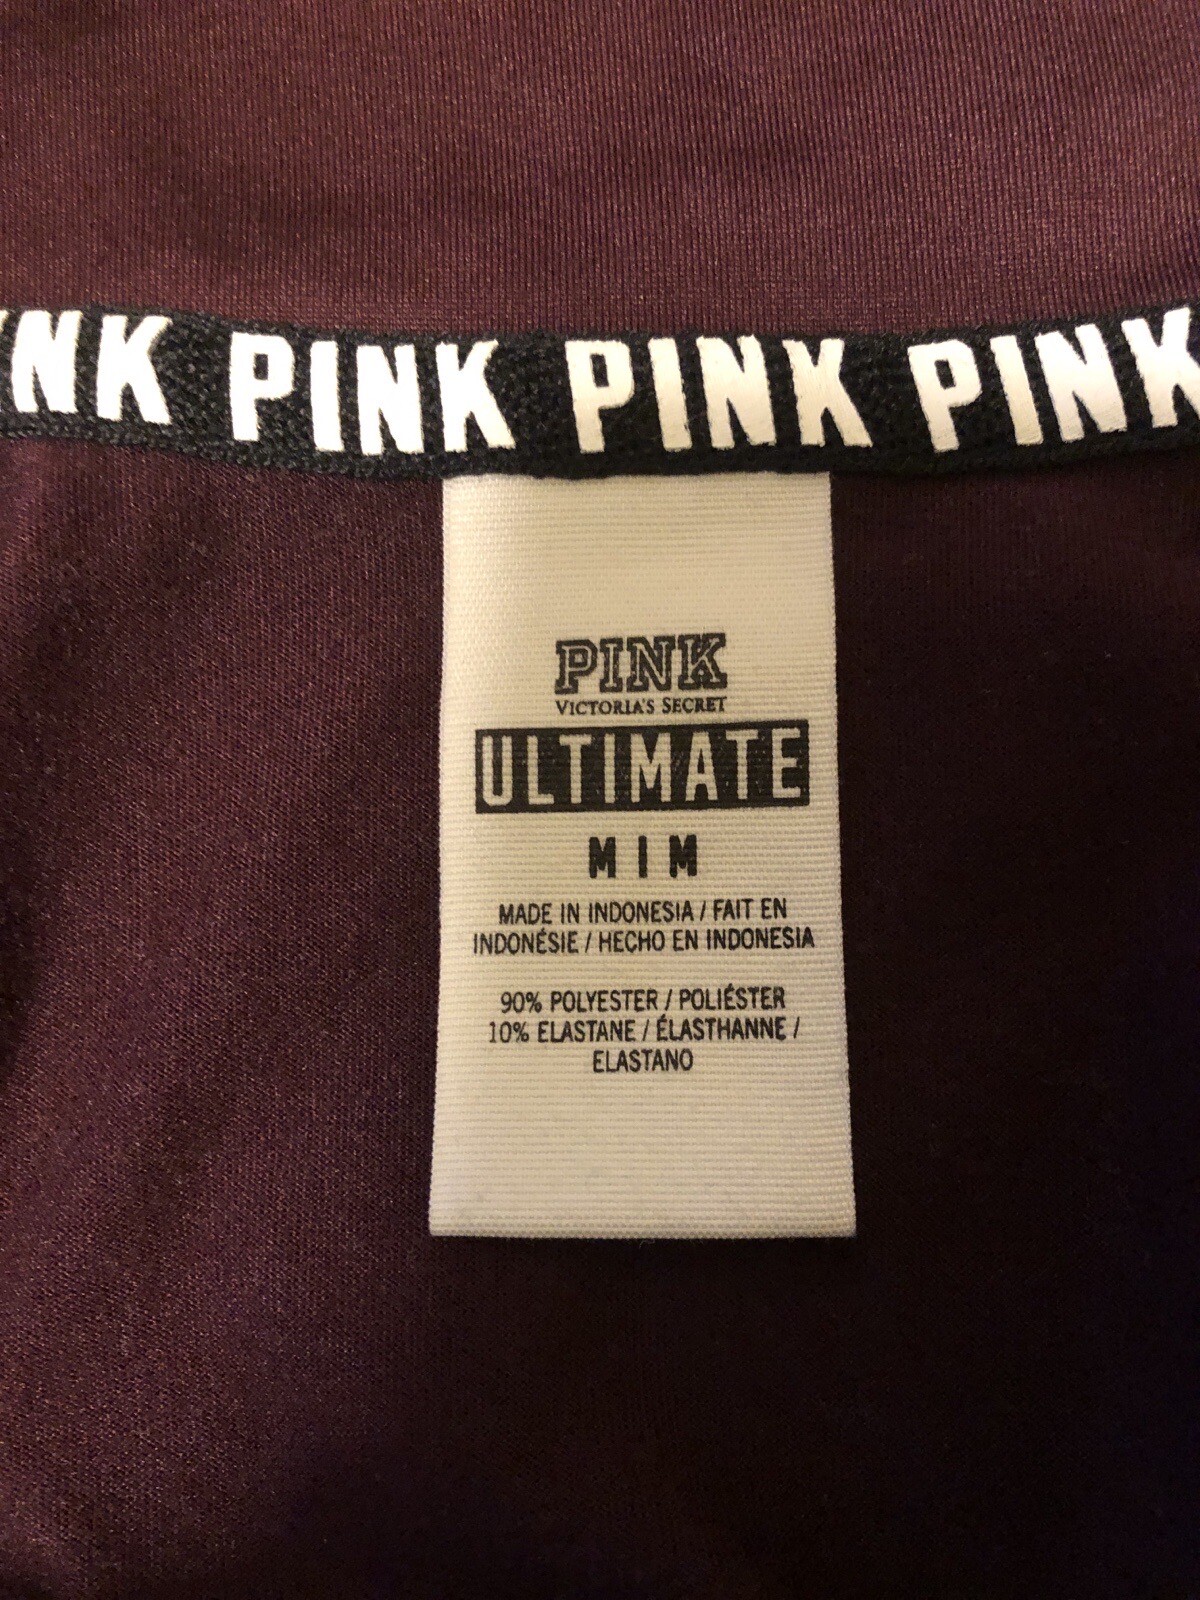 INK PINK PINK PINK
PINK
VICTORIA'S SECRET
ULTIMATE
M I M
MADE IN INDONESIA / FAIT EN
INDONÉSIE / HECHO EN INDONESIA
90% POLYESTER / POLIÉSTER
10% ELASTANE / ÉLASTHANNE /
ELASTANO